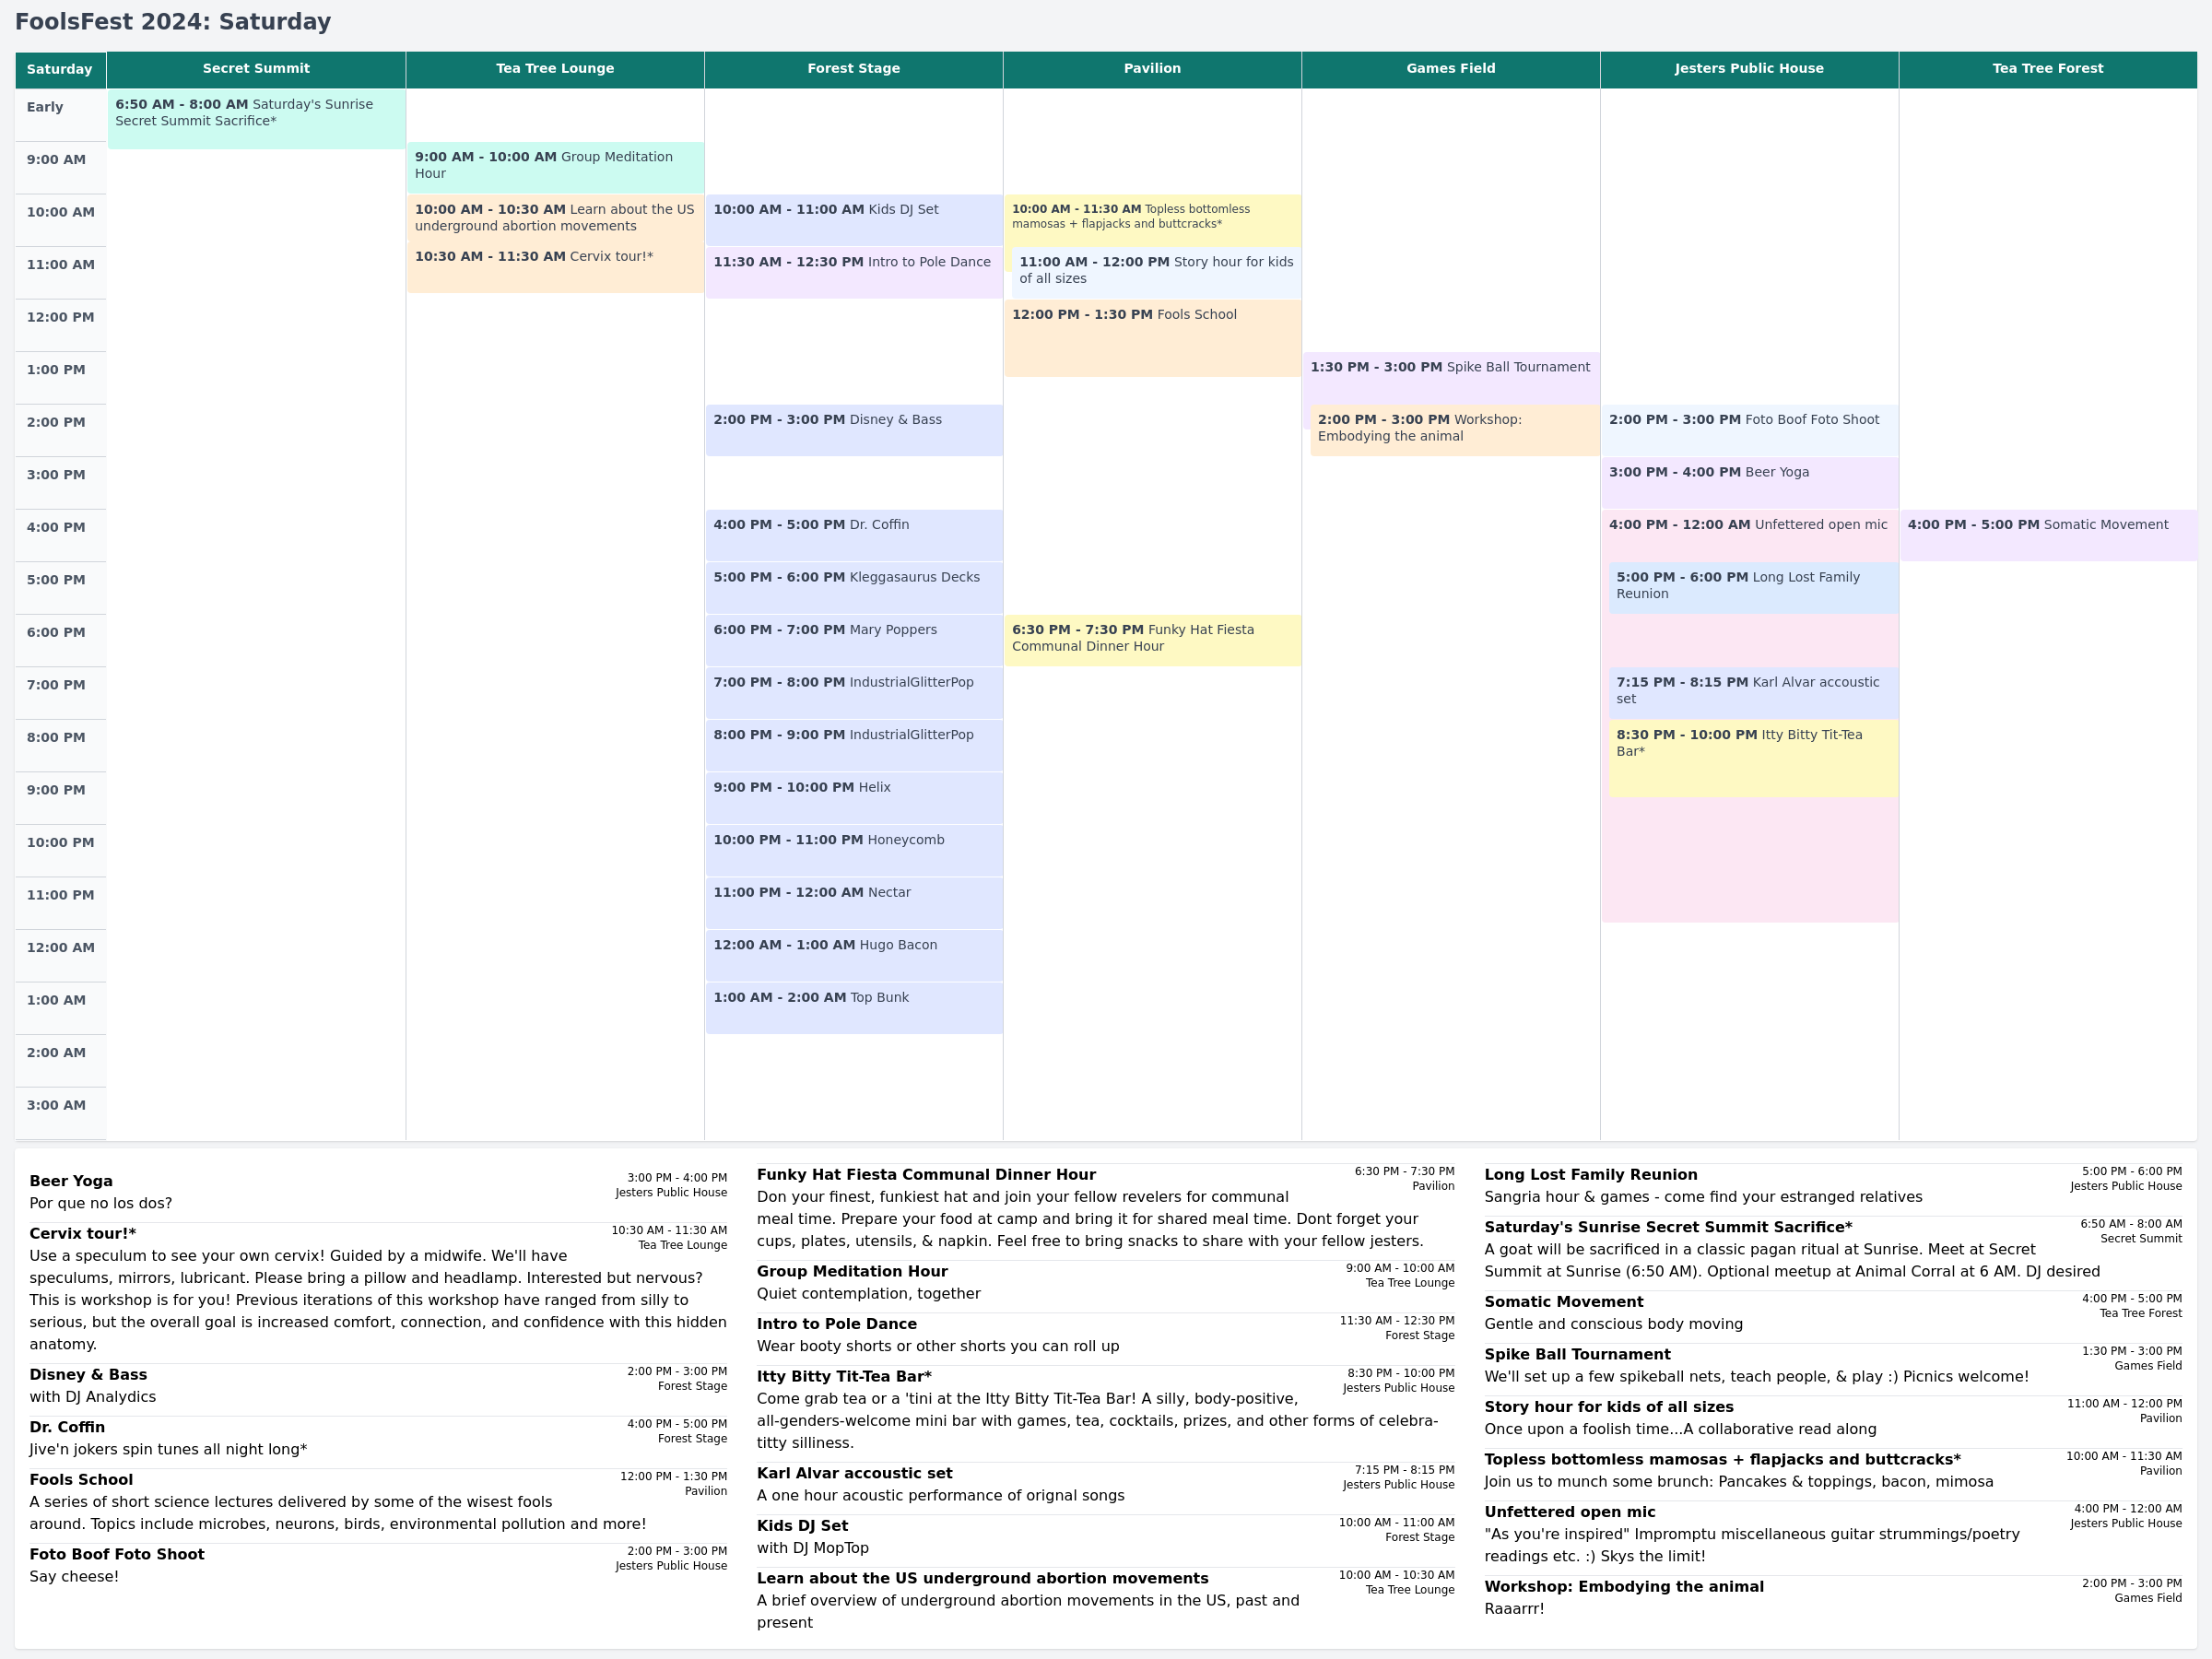 FoolsFest 2024: Saturday
Saturday
Secret Summit
Tea Tree Lounge
Forest Stage
Pavilion
Games Field
Jesters Public House
Tea Tree Forest
Early
6:50 AM - 8:00 AM Saturday's Sunrise
Secret Summit Sacrifice*
9:00 AM
9:00 AM - 10:00 AM Group Meditation
Hour
10:00 AM
10:00 AM - 10:30 AM Learn about the US
underground abortion movements
10:00 AM - 11:00 AM Kids DJ Set
10:00 AM - 11:30 AM Topless bottomless
mamosas + flapjacks and buttcracks*
10:30 AM - 11:30 AM Cervix tour!*
11:00 AM
11:30 AM - 12:30 PM Intro to Pole Dance
11:00 AM - 12:00 PM Story hour for kids
of all sizes
12:00 PM
12:00 PM - 1:30 PM Fools School
1:00 PM
1:30 PM - 3:00 PM Spike Ball Tournament
2:00 PM
2:00 PM - 3:00 PM Disney & Bass
2:00 PM - 3:00 PM Workshop:
Embodying the animal
2:00 PM - 3:00 PM Foto Boof Foto Shoot
3:00 PM
3:00 PM - 4:00 PM Beer Yoga
4:00 PM
4:00 PM - 5:00 PM Dr. Coffin
4:00 PM - 12:00 AM Unfettered open mic
4:00 PM - 5:00 PM Somatic Movement
5:00 PM
5:00 PM - 6:00 PM Kleggasaurus Decks
5:00 PM - 6:00 PM Long Lost Family
Reunion
6:00 PM
6:00 PM - 7:00 PM Mary Poppers
6:30 PM - 7:30 PM Funky Hat Fiesta
Communal Dinner Hour
7:00 PM
7:00 PM - 8:00 PM IndustrialGlitterPop
7:15 PM - 8:15 PM Karl Alvar accoustic
set
8:00 PM
8:00 PM - 9:00 PM IndustrialGlitterPop
8:30 PM - 10:00 PM Itty Bitty Tit-Tea
Bar*
9:00 PM
9:00 PM - 10:00 PM Helix
10:00 PM
10:00 PM - 11:00 PM Honeycomb
11:00 PM
11:00 PM - 12:00 AM Nectar
12:00 AM
12:00 AM - 1:00 AM Hugo Bacon
1:00 AM
1:00 AM - 2:00 AM Top Bunk
2:00 AM
3:00 AM
Beer Yoga
3:00 PM - 4:00 PM
Jesters Public House
Por que no los dos?
Cervix tour!*
10:30 AM - 11:30 AM
Tea Tree Lounge
Use a speculum to see your own cervix! Guided by a midwife. We'll have
speculums, mirrors, lubricant. Please bring a pillow and headlamp. Interested but nervous?
This is workshop is for you! Previous iterations of this workshop have ranged from silly to
serious, but the overall goal is increased comfort, connection, and confidence with this hidden
anatomy.
Disney & Bass
2:00 PM - 3:00 PM
Forest Stage
with DJ Analydics
Dr. Coffin
4:00 PM - 5:00 PM
Forest Stage
Jive'n jokers spin tunes all night long*
Fools School
12:00 PM - 1:30 PM
Pavilion
A series of short science lectures delivered by some of the wisest fools
around. Topics include microbes, neurons, birds, environmental pollution and more!
Foto Boof Foto Shoot
2:00 PM - 3:00 PM
Jesters Public House
Say cheese!
Funky Hat Fiesta Communal Dinner Hour
6:30 PM - 7:30 PM
Pavilion
Don your finest, funkiest hat and join your fellow revelers for communal
meal time. Prepare your food at camp and bring it for shared meal time. Dont forget your
cups, plates, utensils, & napkin. Feel free to bring snacks to share with your fellow jesters.
Group Meditation Hour
9:00 AM - 10:00 AM
Tea Tree Lounge
Quiet contemplation, together
Intro to Pole Dance
11:30 AM - 12:30 PM
Forest Stage
Wear booty shorts or other shorts you can roll up
Itty Bitty Tit-Tea Bar*
8:30 PM - 10:00 PM
Jesters Public House
Come grab tea or a 'tini at the Itty Bitty Tit-Tea Bar! A silly, body-positive,
all-genders-welcome mini bar with games, tea, cocktails, prizes, and other forms of celebra-
titty silliness.
Karl Alvar accoustic set
7:15 PM - 8:15 PM
Jesters Public House
A one hour acoustic performance of orignal songs
Kids DJ Set
10:00 AM - 11:00 AM
Forest Stage
with DJ MopTop
Learn about the US underground abortion movements
10:00 AM - 10:30 AM
Tea Tree Lounge
A brief overview of underground abortion movements in the US, past and
present
Long Lost Family Reunion
5:00 PM - 6:00 PM
Jesters Public House
Sangria hour & games - come find your estranged relatives
Saturday's Sunrise Secret Summit Sacrifice*
6:50 AM - 8:00 AM
Secret Summit
A goat will be sacrificed in a classic pagan ritual at Sunrise. Meet at Secret
Summit at Sunrise (6:50 AM). Optional meetup at Animal Corral at 6 AM. DJ desired
Somatic Movement
4:00 PM - 5:00 PM
Tea Tree Forest
Gentle and conscious body moving
Spike Ball Tournament
1:30 PM - 3:00 PM
Games Field
We'll set up a few spikeball nets, teach people, & play :) Picnics welcome!
Story hour for kids of all sizes
11:00 AM - 12:00 PM
Pavilion
Once upon a foolish time...A collaborative read along
Topless bottomless mamosas + flapjacks and buttcracks*
10:00 AM - 11:30 AM
Pavilion
Join us to munch some brunch: Pancakes & toppings, bacon, mimosa
Unfettered open mic
4:00 PM - 12:00 AM
Jesters Public House
"As you're inspired" Impromptu miscellaneous guitar strummings/poetry
readings etc. :) Skys the limit!
Workshop: Embodying the animal
2:00 PM - 3:00 PM
Games Field
Raaarrr!